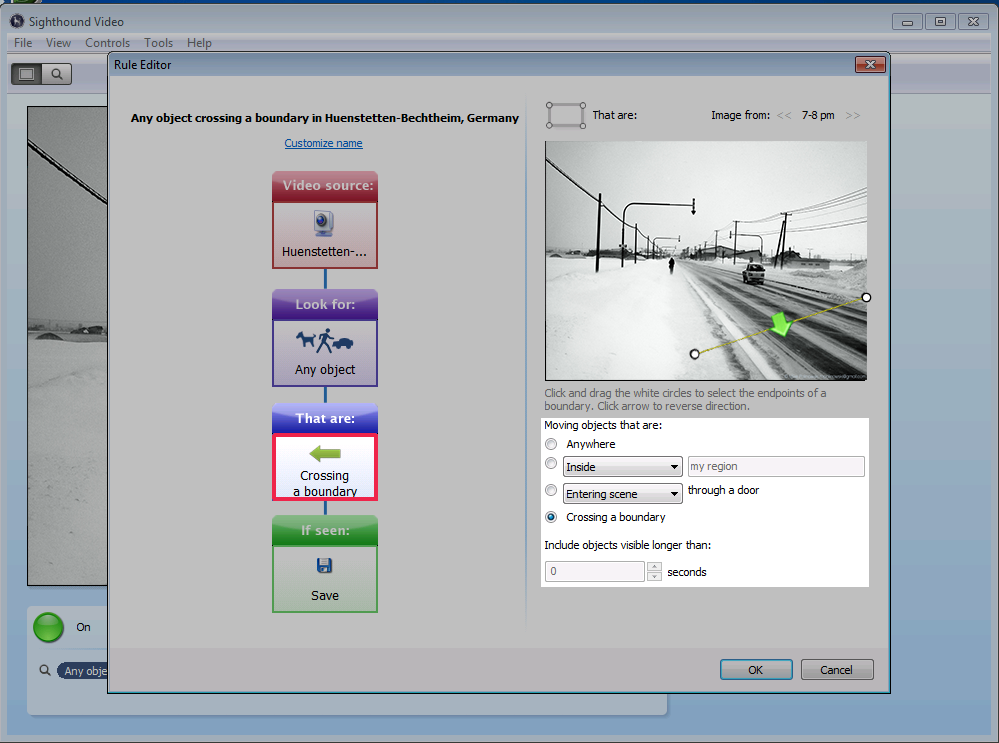 Sighthound Video
File View Controls Tools Help
Rule Editor
Any object crossing a boundary in Huenstetten-Bechtheim, Germany
Customize name
Video source:
Huenstetten-...
Look for:
Any object
That are:
Crossing
a boundary
If seen:
Save
That are:
Image from: << 7-8 pm >>
Click and drag the white circles to select the endpoints of a
boundary. Click arrow to reverse direction.
Moving objects that are:
Anywhere
Inside my region
Entering scene through a door
Crossing a boundary
Include objects visible longer than:
0 seconds
On
Any obje
OK Cancel